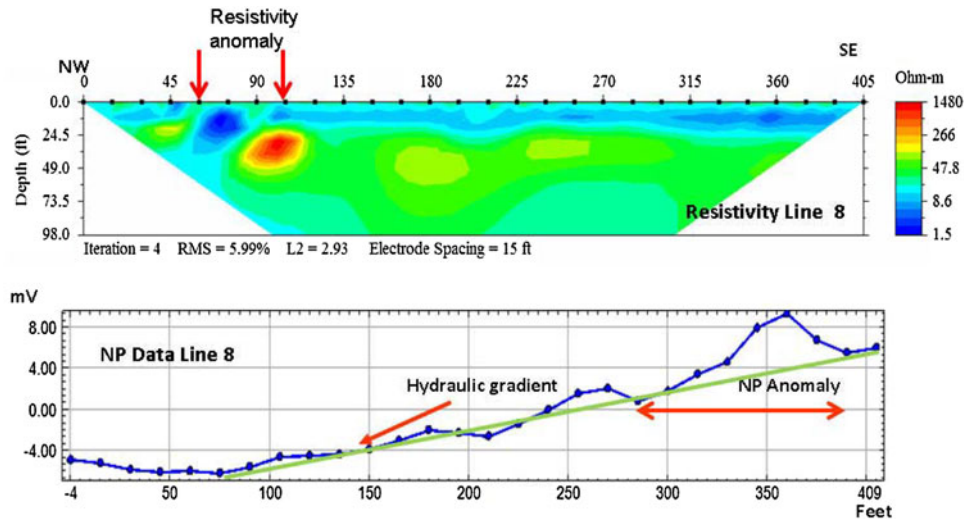 Resistivity
anomaly
NW
SE
0 45 90 135 180 225 270 315 360 405
Ohm-m
0.0
24.5
49.0
73.5
98.0
Depth (ft)
1480
266
47.8
8.6
1.5
Resistivity Line 8
Iteration = 4 RMS = 5.99% L2 = 2.93 Electrode Spacing = 15 ft
mV
8.00
4.00
0.00
-4.00
NP Data Line 8
Hydraulic gradient
NP Anomaly
-4 50 100 150 200 250 300 350 409
Feet